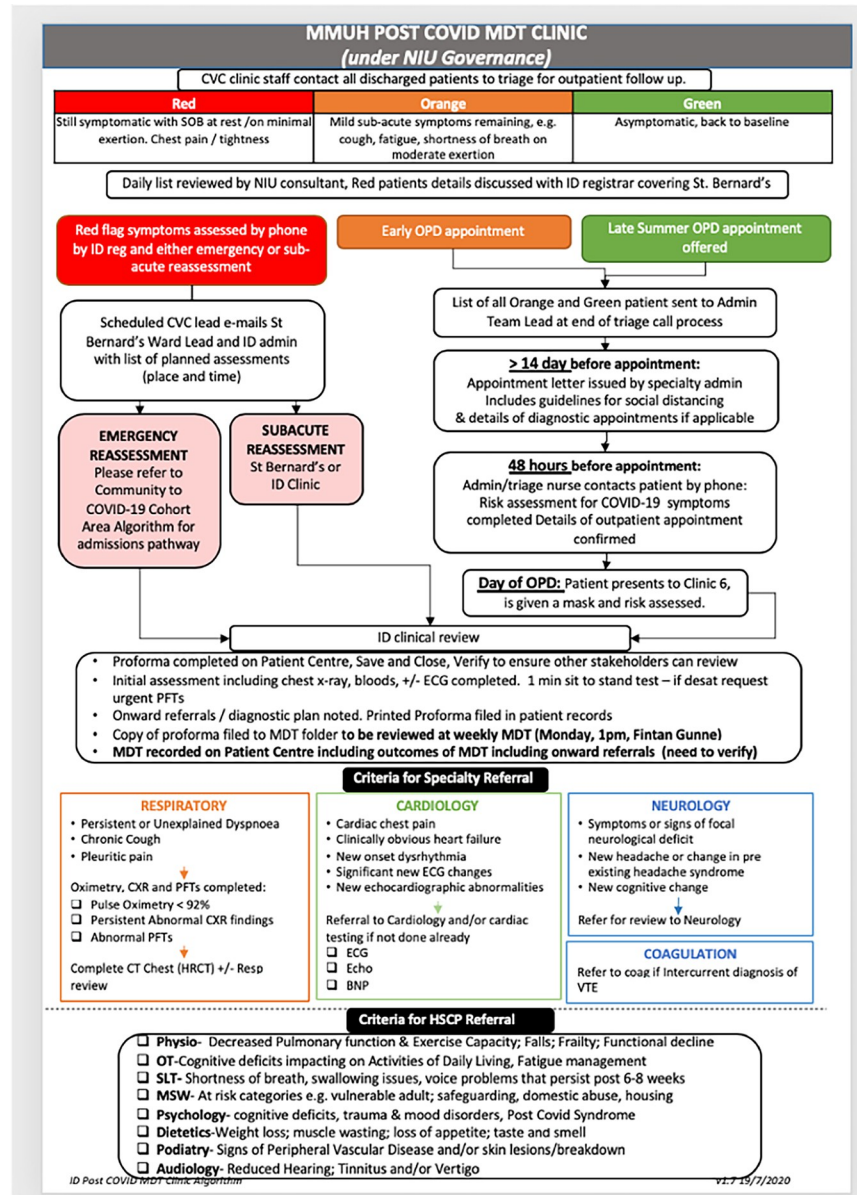 MMUH POST COVID MDT CLINIC
(under NIU Governance)
CVC clinic staff contact all discharged patients to triage for outpatient follow up.
Red
Still symptomatic with SOB at rest /on minimal
exertion. Chest pain / tightness
Orange
Mild sub-acute symptoms remaining, e.g.
cough, fatigue, shortness of breath on
moderate exertion
Green
Asymptomatic, back to baseline
Daily list reviewed by NIU consultant, Red patients details discussed with ID registrar covering St. Bernard's
Red flag symptoms assessed by phone
by ID reg and either emergency or sub-
acute reassessment
Early OPD appointment
Late Summer OPD appointment
offered
Scheduled CVC lead e-mails St
Bernard's Ward Lead and ID admin
with list of planned assessments
(place and time)
EMERGENCY
REASSESSMENT
Please refer to
Community to
COVID-19 Cohort
Area Algorithm for
admissions pathway
SUBACUTE
REASSESSMENT
St Bernard's or
ID Clinic
List of all Orange and Green patient sent to Admin
Team Lead at end of triage call process
> 14 day before appointment:
Appointment letter issued by specialty admin
Includes guidelines for social distancing
& details of diagnostic appointments if applicable
48 hours before appointment:
Admin/triage nurse contacts patient by phone:
Risk assessment for COVID-19 symptoms
completed Details of outpatient appointment
confirmed
Day of OPD: Patient presents to Clinic 6,
is given a mask and risk assessed.
ID clinical review
• Proforma completed on Patient Centre, Save and Close, Verify to ensure other stakeholders can review
• Initial assessment including chest x-ray, bloods, +/- ECG completed. 1 min sit to stand test – if desat request
urgent PFTs
• Onward referrals / diagnostic plan noted. Printed Proforma filed in patient records
• Copy of proforma filed to MDT folder to be reviewed at weekly MDT (Monday, 1pm, Fintan Gunne)
• MDT recorded on Patient Centre including outcomes of MDT including onward referrals (need to verify)
Criteria for Specialty Referral
RESPIRATORY
• Persistent or Unexplained Dyspnoea
• Chronic Cough
• Pleuritic pain
Oximetry, CXR and PFTs completed:
❑ Pulse Oximetry < 92%
❑ Persistent Abnormal CXR findings
❑ Abnormal PFTs
Complete CT Chest (HRCT) +/- Resp
review
CARDIOLOGY
• Cardiac chest pain
• Clinically obvious heart failure
• New onset dysrhythmia
• Significant new ECG changes
• New echocardiographic abnormalities
Referral to Cardiology and/or cardiac
testing if not done already
❑ ECG
❑ Echo
❑ BNP
NEUROLOGY
• Symptoms or signs of focal
neurological deficit
• New headache or change in pre
existing headache syndrome
• New cognitive change
Refer for review to Neurology
COAGULATION
Refer to coag if Intercurrent diagnosis of
VTE
Criteria for HSCP Referral
❑ Physio- Decreased Pulmonary function & Exercise Capacity; Falls; Frailty; Functional decline
❑ OT-Cognitive deficits impacting on Activities of Daily Living, Fatigue management
❑ SLT- Shortness of breath, swallowing issues, voice problems that persist post 6-8 weeks
❑ MSW- At risk categories e.g. vulnerable adult; safeguarding, domestic abuse, housing
❑ Psychology- cognitive deficits, trauma & mood disorders, Post Covid Syndrome
❑ Dietetics-Weight loss; muscle wasting; loss of appetite; taste and smell
❑ Podiatry- Signs of Peripheral Vascular Disease and/or skin lesions/breakdown
❑ Audiology- Reduced Hearing; Tinnitus and/or Vertigo
ID Post COVID MDT Clinic Algorithm
v1.7 19/7/2020